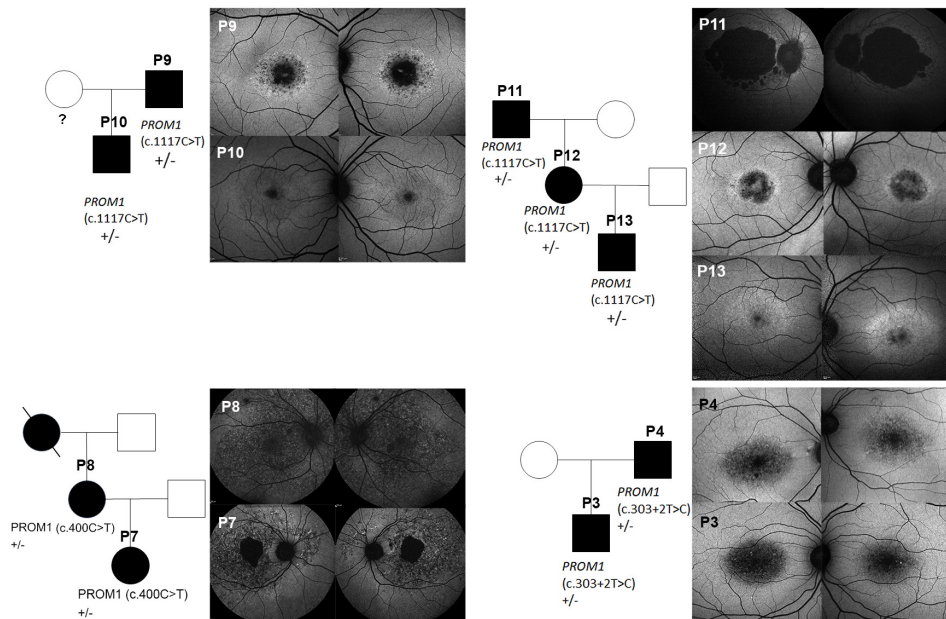 P9
P9
?
P10
PROM1
(c.1117C>T)
+/-
PROM1
(c.1117C>T)
+/-
P10
P11
P11
PROM1
(c.1117C>T)
+/-
P12
PROM1
(c.1117C>T)
+/-
P13
PROM1
(c.1117C>T)
+/-
P12
P13
P8
P8
PROM1 (c.400C>T)
+/-
P7
PROM1 (c.400C>T)
+/-
P7
P4
P4
PROM1
(c.303+2T>C)
+/-
P3
PROM1
(c.303+2T>C)
+/-
P3